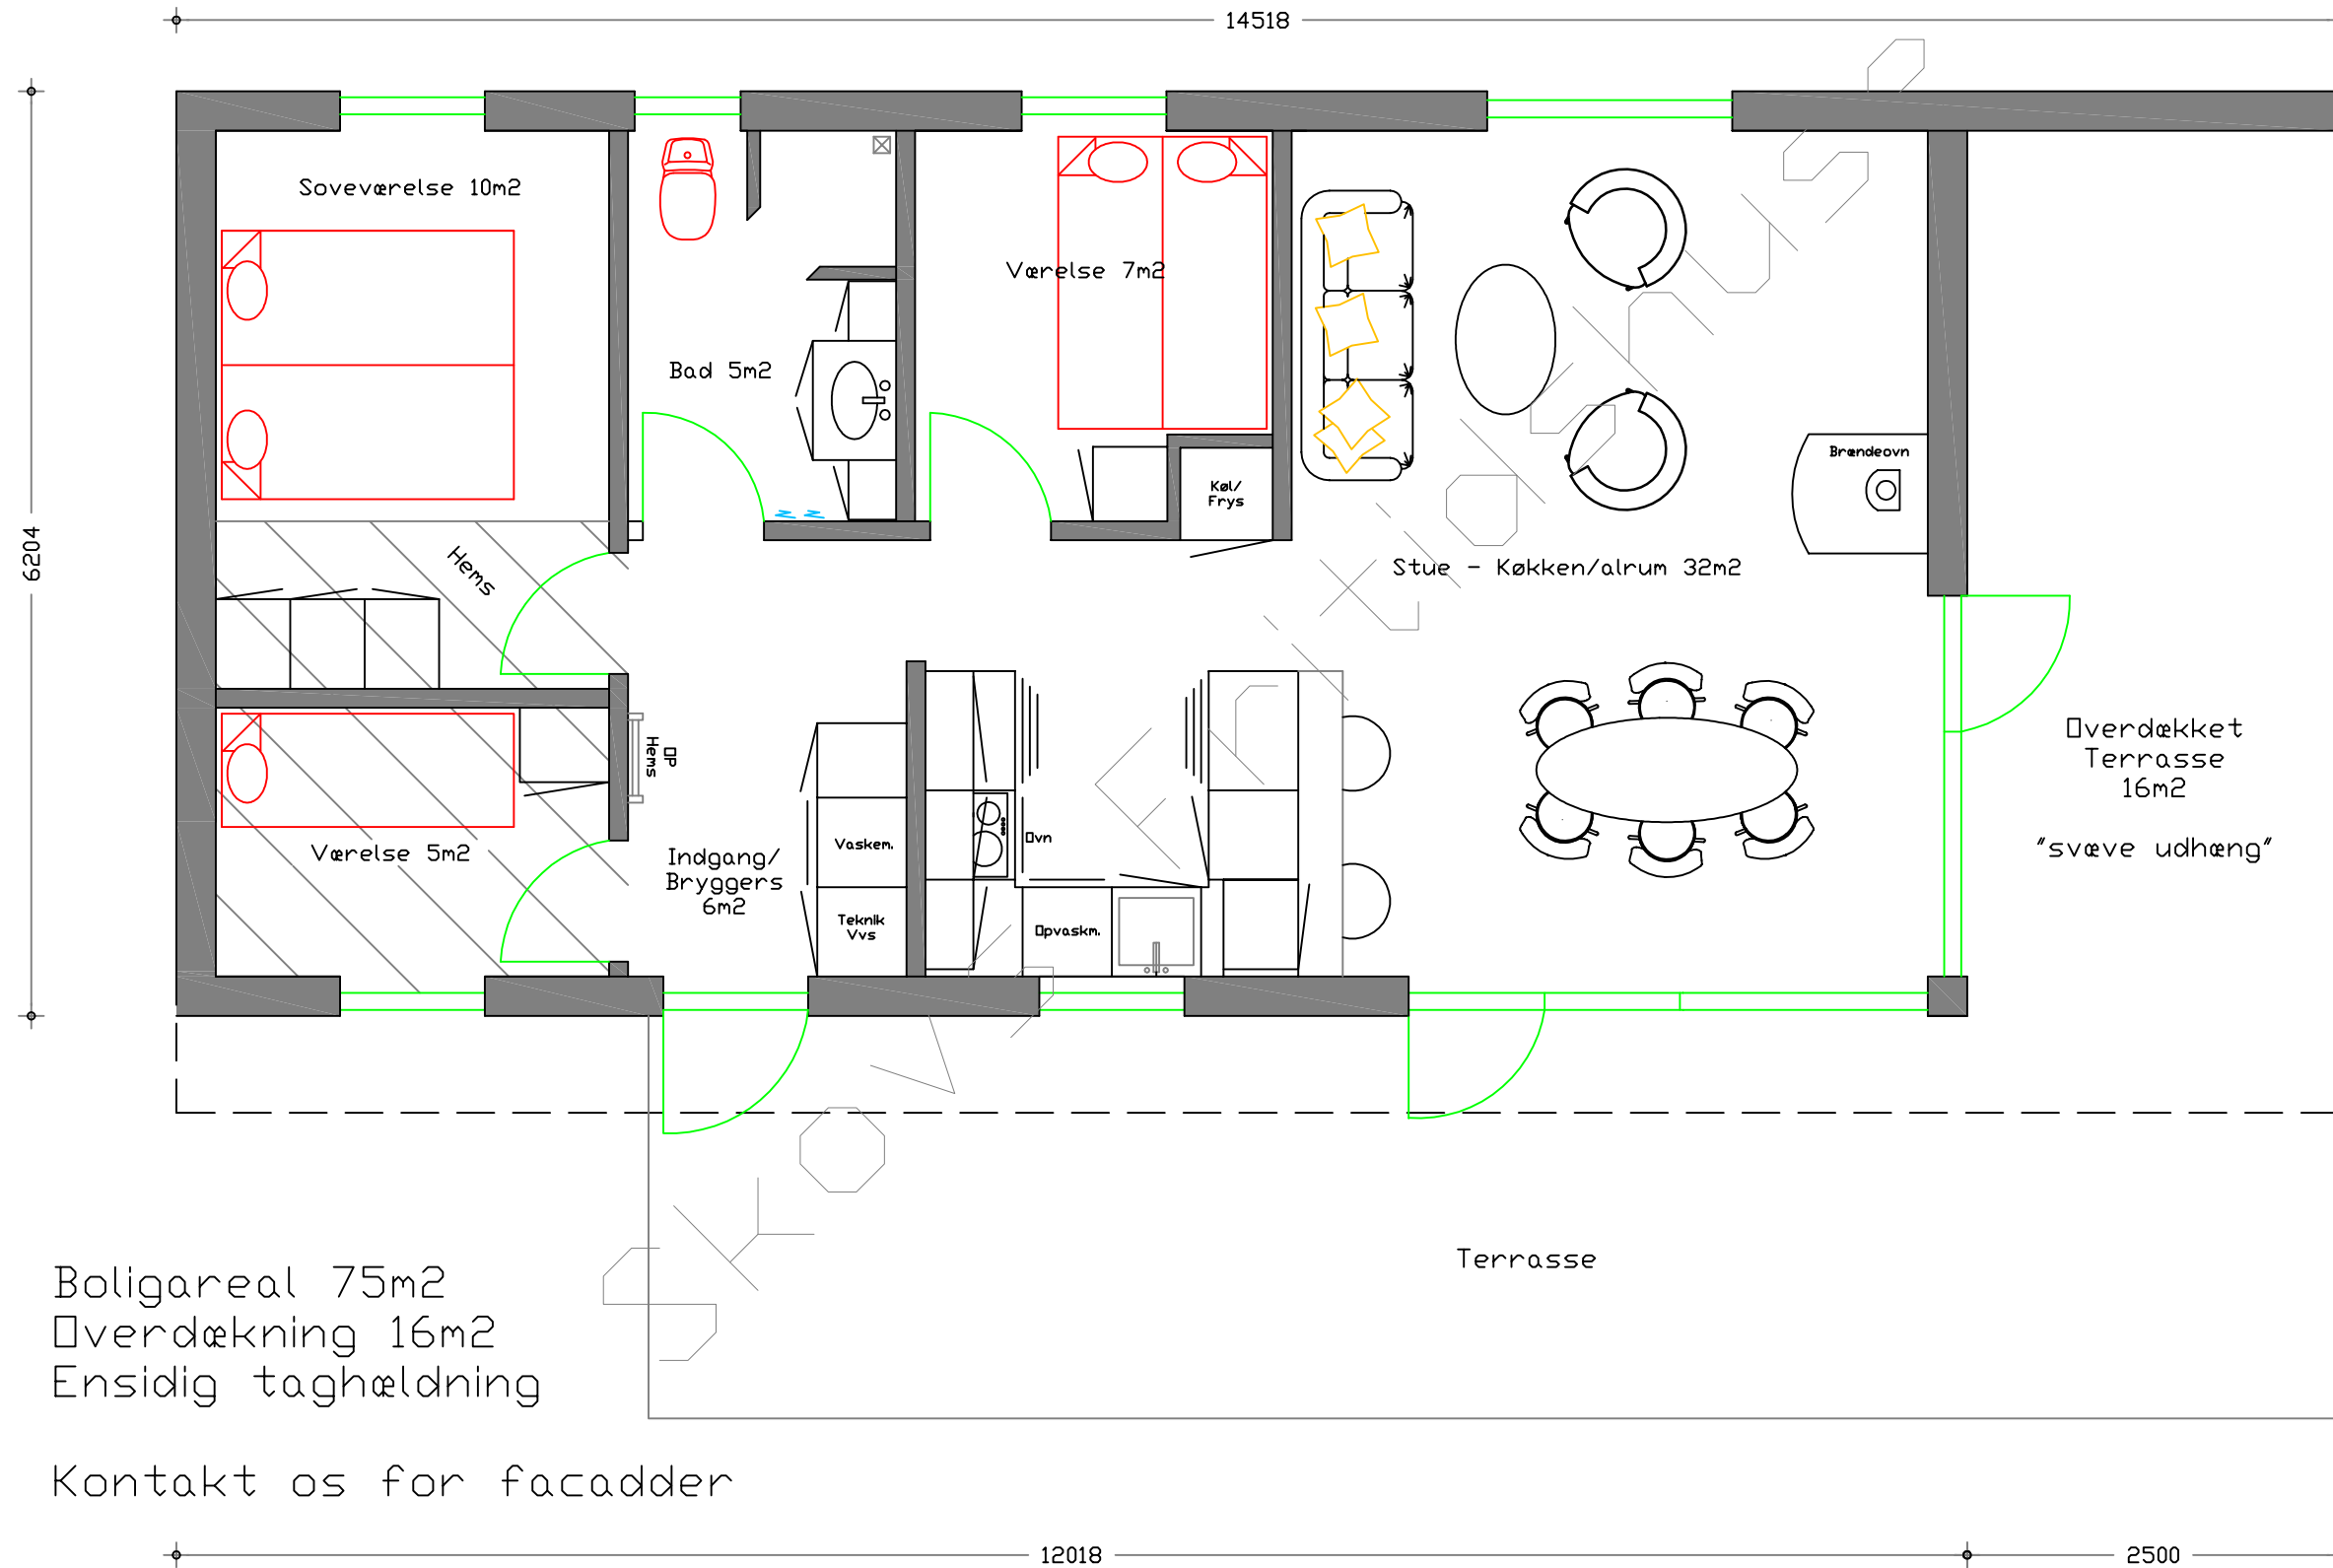 14518
6204
Soveværelse 10m2
Bad 5m2
Værelse 7m2
Køl/
Frys
Brændeovn
Stue - Køkken/alrum 32m2
Hems
OP
Hems
Værelse 5m2
Indgang/
Bryggers
6m2
Vaskem.
Teknik
Vvs
Ovn
Opvaskm.
Overdækket
Terrasse
16m2
"svæve udhæng"
Terrasse
Boligareal 75m2
Overdækning 16m2
Ensidig taghældning
Kontakt os for facadder
12018
2500